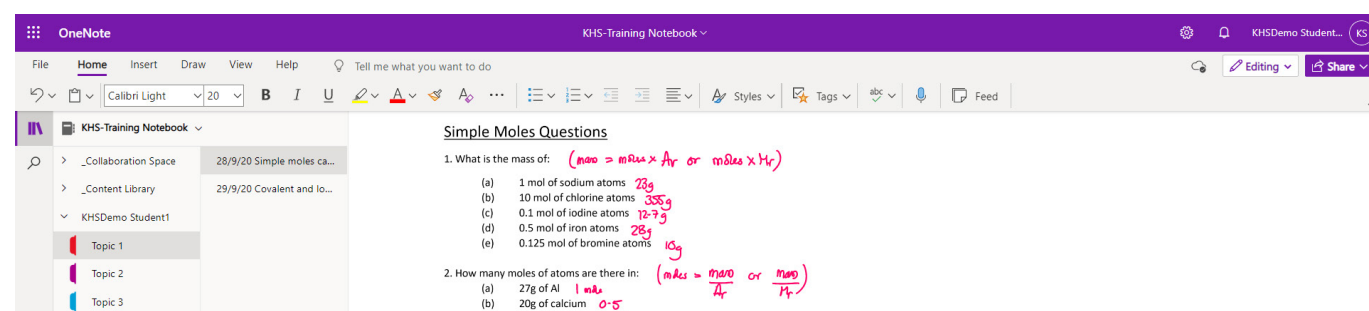 OneNote
KHS-Training Notebook
KHSDemo Student... KS
File Home Insert Draw View Help Tell me what you want to do
Editing Share
Calibri Light 20 B I U A A Styles Tags abc Feed
KHS-Training Notebook
_Collaboration Space
_Content Library
KHSDemo Student1
Topic 1
Topic 2
Topic 3
28/9/20 Simple moles ca...
29/9/20 Covalent and Io...
Simple Moles Questions
1. What is the mass of: (mass = moles x Ar or moles x Mr)
(a) 1 mol of sodium atoms 23g
(b) 10 mol of chlorine atoms 355g
(c) 0.1 mol of iodine atoms 12.7g
(d) 0.5 mol of iron atoms 28g
(e) 0.125 mol of bromine atoms 10g
2. How many moles of atoms are there in: (moles = mass/Ar or mass/Mr)
(a) 27g of Al 1 mole
(b) 20g of calcium 0.5